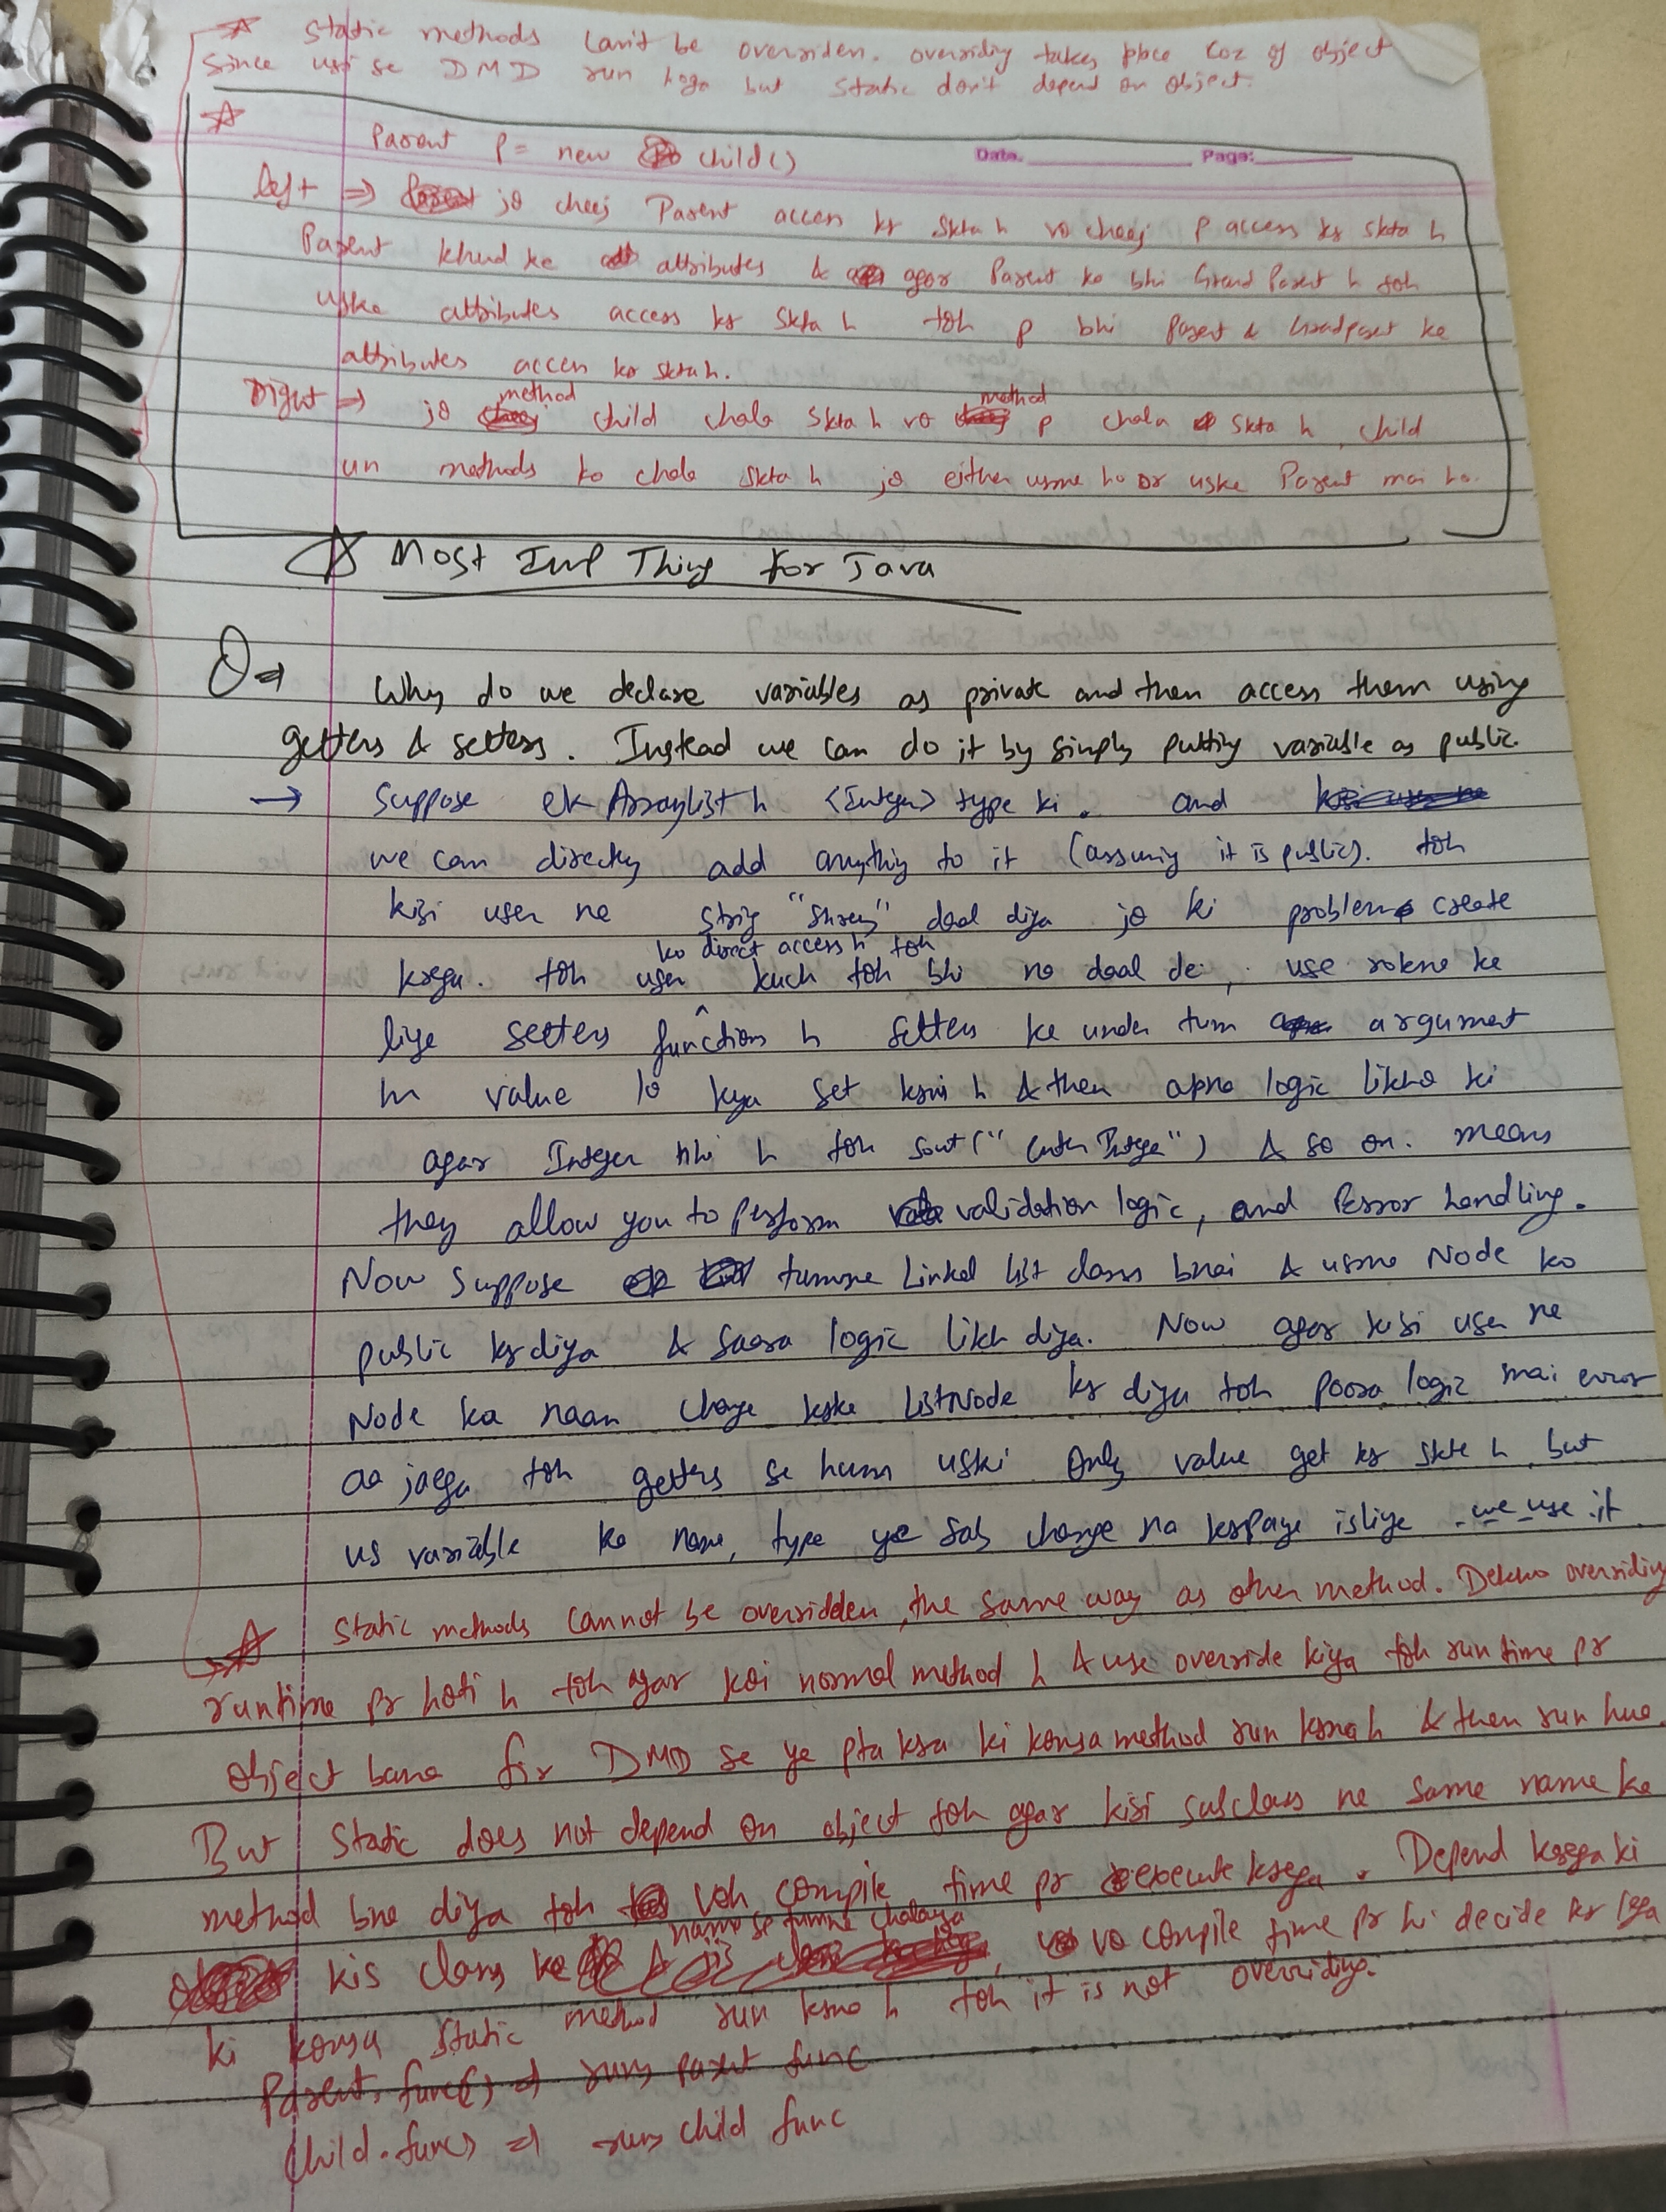 ☆ Static methods Can't be overriden. overriding takes place Coz of object
Since usi se DMD run hoga but static don't depend on object.
☆
Parent p = new child()
Date. Page:
left ⇒ jo cheej Parent access kr skta h vo cheej p access kr skta h
Parent khud ke attributes & agar Parent ka bhi Grand Parent h toh
uske attributes access kr skta h toh p bhi Parent & Grandparent ke
attributes access kr skta h.
Right ⇒ jo method child chala skta h vo method p chala skta h, child
un methods ko chala skta h jo either usme ho or uske Parent mai ho.
☆ Most Imp Thing for Java
Q⇒ Why do we declare variables as private and then access them using
getters & setters. Instead we can do it by simply putting variable as public.
→ Suppose ek ArrayList h <Integer> type ki. and
we can directly add anything to it (assuming it is public). toh
kisi user ne string "Shrey" daal diya jo ki problem create
ko direct access h toh
krega. toh user kuch toh bhi na daal de, use rokne ke
liye setters function h setters ke under tum argument
m value lo kya set krni h & then apna logic likho ki
agar Integer nhi h toh sout("Enter Integer") & so on. means
they allow you to perform validation logic, and Error handling.
Now suppose tumne Linked list class bnai & usme Node ko
public kr diya & saara logic likh diya. Now agar kisi user ne
Node ka naam change krke ListNode kr diya toh poora logic mai error
aa jaega toh getters se hum uski Only value get kr skte h but
us variable ka name, type ye sab change na kr paye isliye we use it
☆ Static methods cannot be overridden, the same way as other method. Dekho overriding
runtime pr hoti h toh agar koi normal method h & use override kiya toh runtime pr
object bana fir DMD se ye pta kra ki konsa method run krna h & then run hua.
But Static does not depend on object toh agar kisi subclass ne same name ka
method bna diya toh voh compile time pr execute krega. Depend krega ki
kis class ke name se tumne chalaya, vo compile time pr hi decide kr lega
ki konsa static method run krna h toh it is not overriding.
Parent.func() ⇒ runs parent func
Child.func() ⇒ runs child func